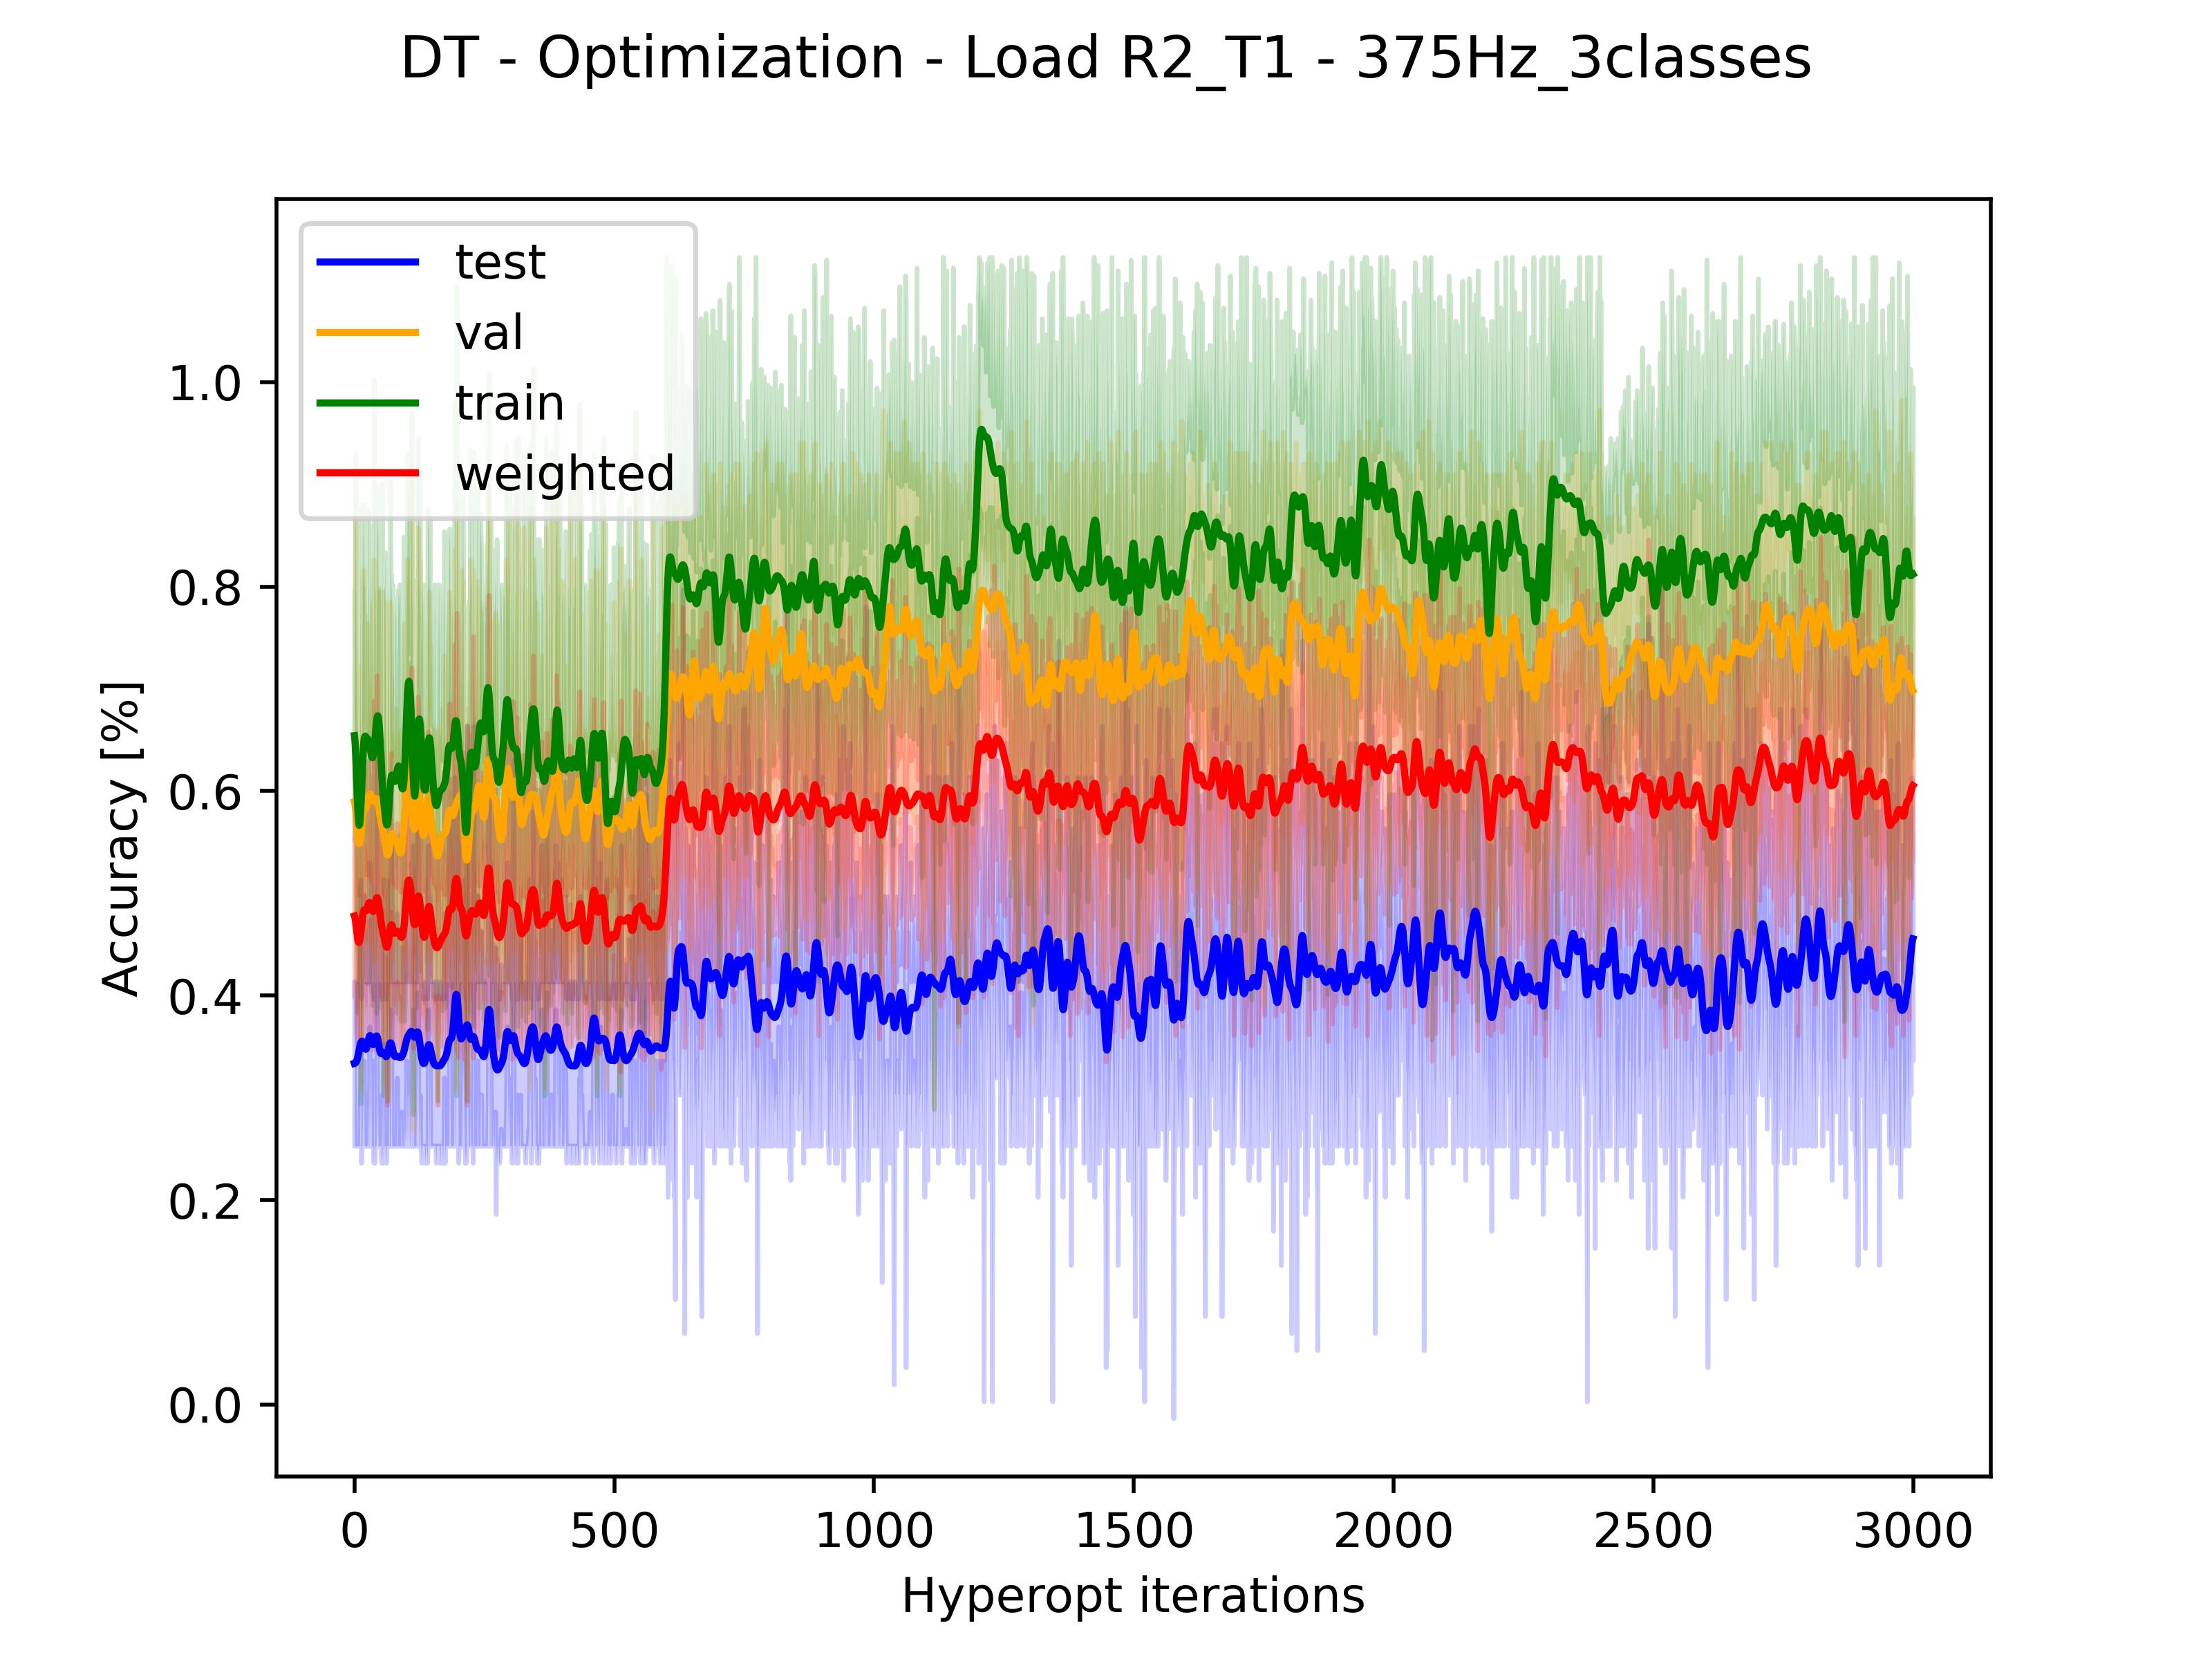 DT - Optimization - Load R2_T1 - 375Hz_3classes
test
val
train
weighted
Accuracy [%]
1.0
0.8
0.6
0.4
0.2
0.0
0 500 1000 1500 2000 2500 3000
Hyperopt iterations